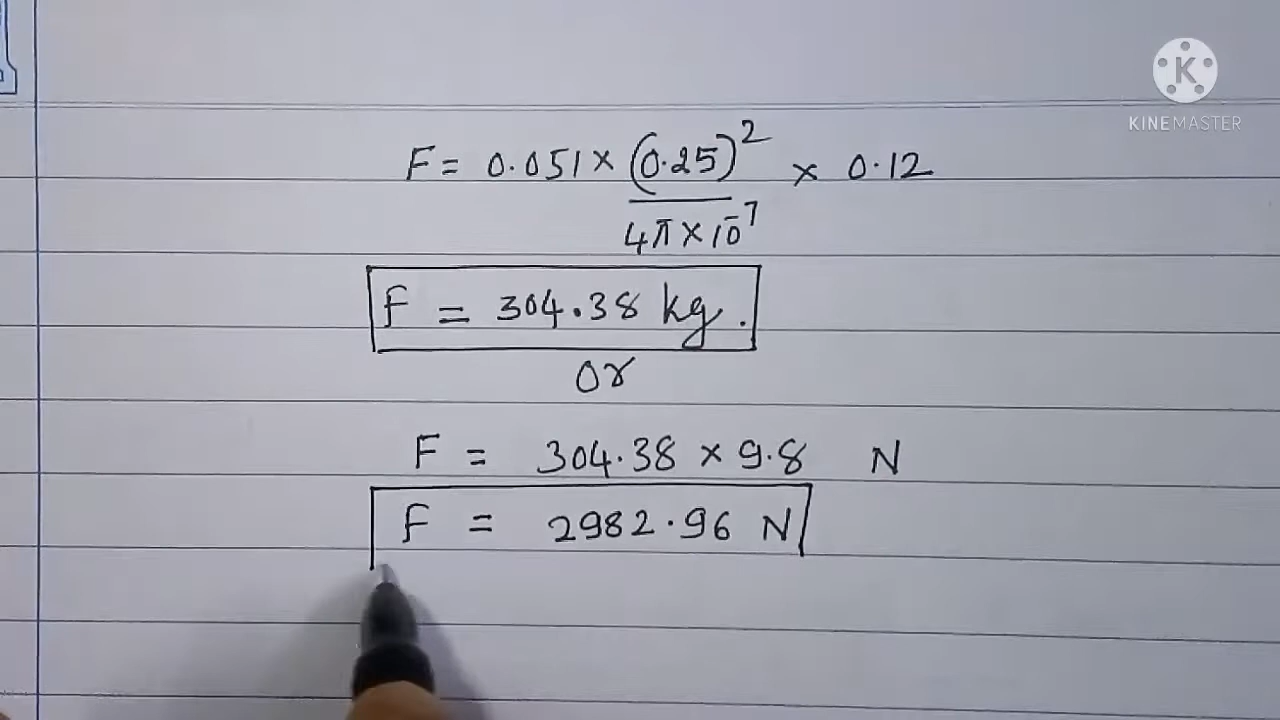 K
KINEMASTER
F = 0.051 × (0.25)² / 4π × 10⁻⁷ × 0.12
F = 304.38 kg.
Or
F = 304.38 × 9.8 N
F = 2982.96 N